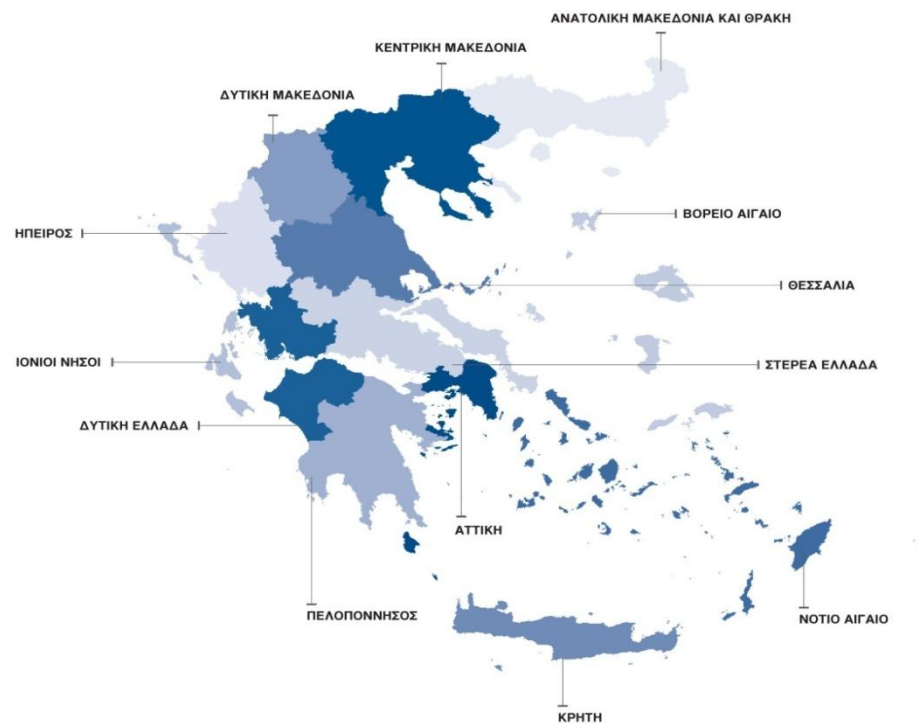 ΑΝΑΤΟΛΙΚΗ ΜΑΚΕΔΟΝΙΑ ΚΑΙ ΘΡΑΚΗ
ΚΕΝΤΡΙΚΗ ΜΑΚΕΔΟΝΙΑ
ΔΥΤΙΚΗ ΜΑΚΕΔΟΝΙΑ
ΒΟΡΕΙΟ ΑΙΓΑΙΟ
ΗΠΕΙΡΟΣ
ΘΕΣΣΑΛΙΑ
ΙΟΝΙΟΙ ΝΗΣΟΙ
ΣΤΕΡΕΑ ΕΛΛΑΔΑ
ΔΥΤΙΚΗ ΕΛΛΑΔΑ
ΑΤΤΙΚΗ
ΠΕΛΟΠΟΝΝΗΣΟΣ
ΝΟΤΙΟ ΑΙΓΑΙΟ
ΚΡΗΤΗ